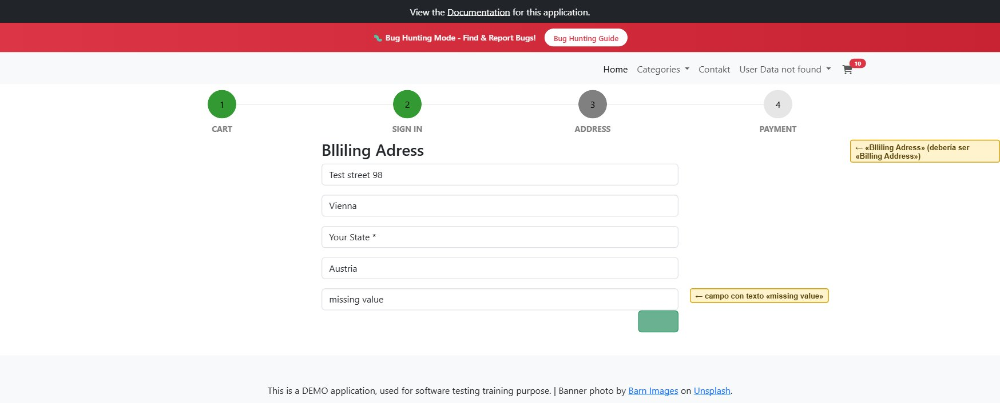 View the Documentation for this application.
Bug Hunting Mode - Find & Report Bugs! Bug Hunting Guide
Home Categories Contakt User Data not found 10
1 2 3 4
CART SIGN IN ADDRESS PAYMENT
Blliling Adress
← «Blliling Adress» (debería ser
«Billing Address»)
Test street 98
Vienna
Your State *
Austria
missing value
← campo con texto «missing value»
This is a DEMO application, used for software testing training purpose. | Banner photo by Barn Images on Unsplash.